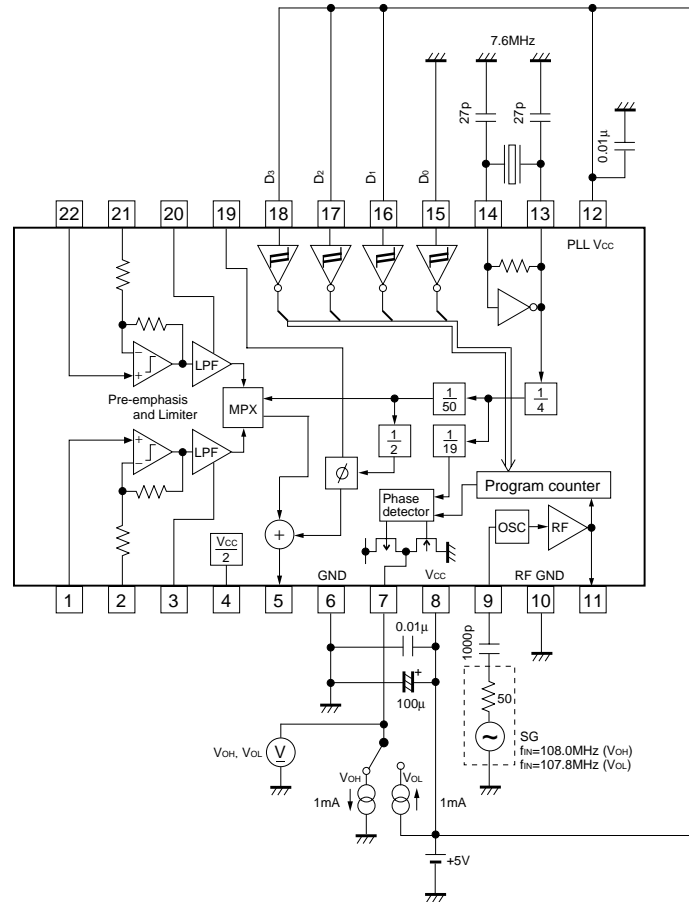 7.6MHz
27p
27p
0.01μ
D3
D2
D1
D0
22
21
20
19
18
17
16
15
14
13
12
PLL VCC
LPF
Pre-emphasis
and Limiter
MPX
1/50
1/4
1/2
1/19
LPF
ϕ
Phase
detector
Program counter
VCC/2
+
OSC
RF
GND
VCC
RF GND
1
2
3
4
5
6
7
8
9
10
11
0.01μ
1000p
+
100μ
50
SG
fIN=108.0MHz (VOH)
fIN=107.8MHz (VOL)
VOH, VOL
V
VOH
VOL
1mA
1mA
+5V